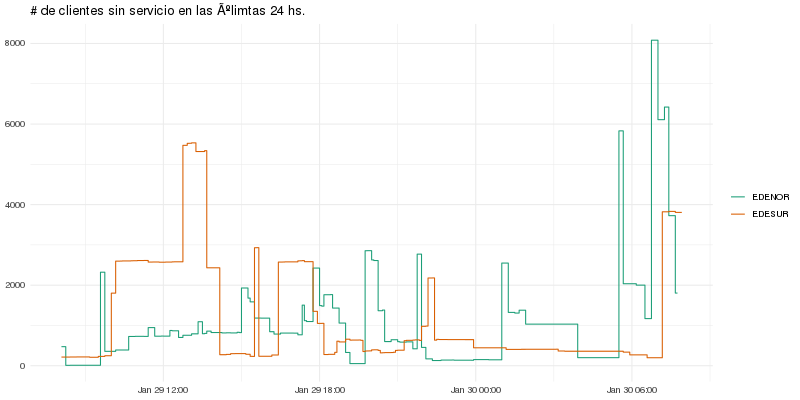 # de clientes sin servicio en las Ãºlimtas 24 hs.
8000
6000
4000
2000
0
Jan 29 12:00
Jan 29 18:00
Jan 30 00:00
Jan 30 06:00
EDENOR
EDESUR